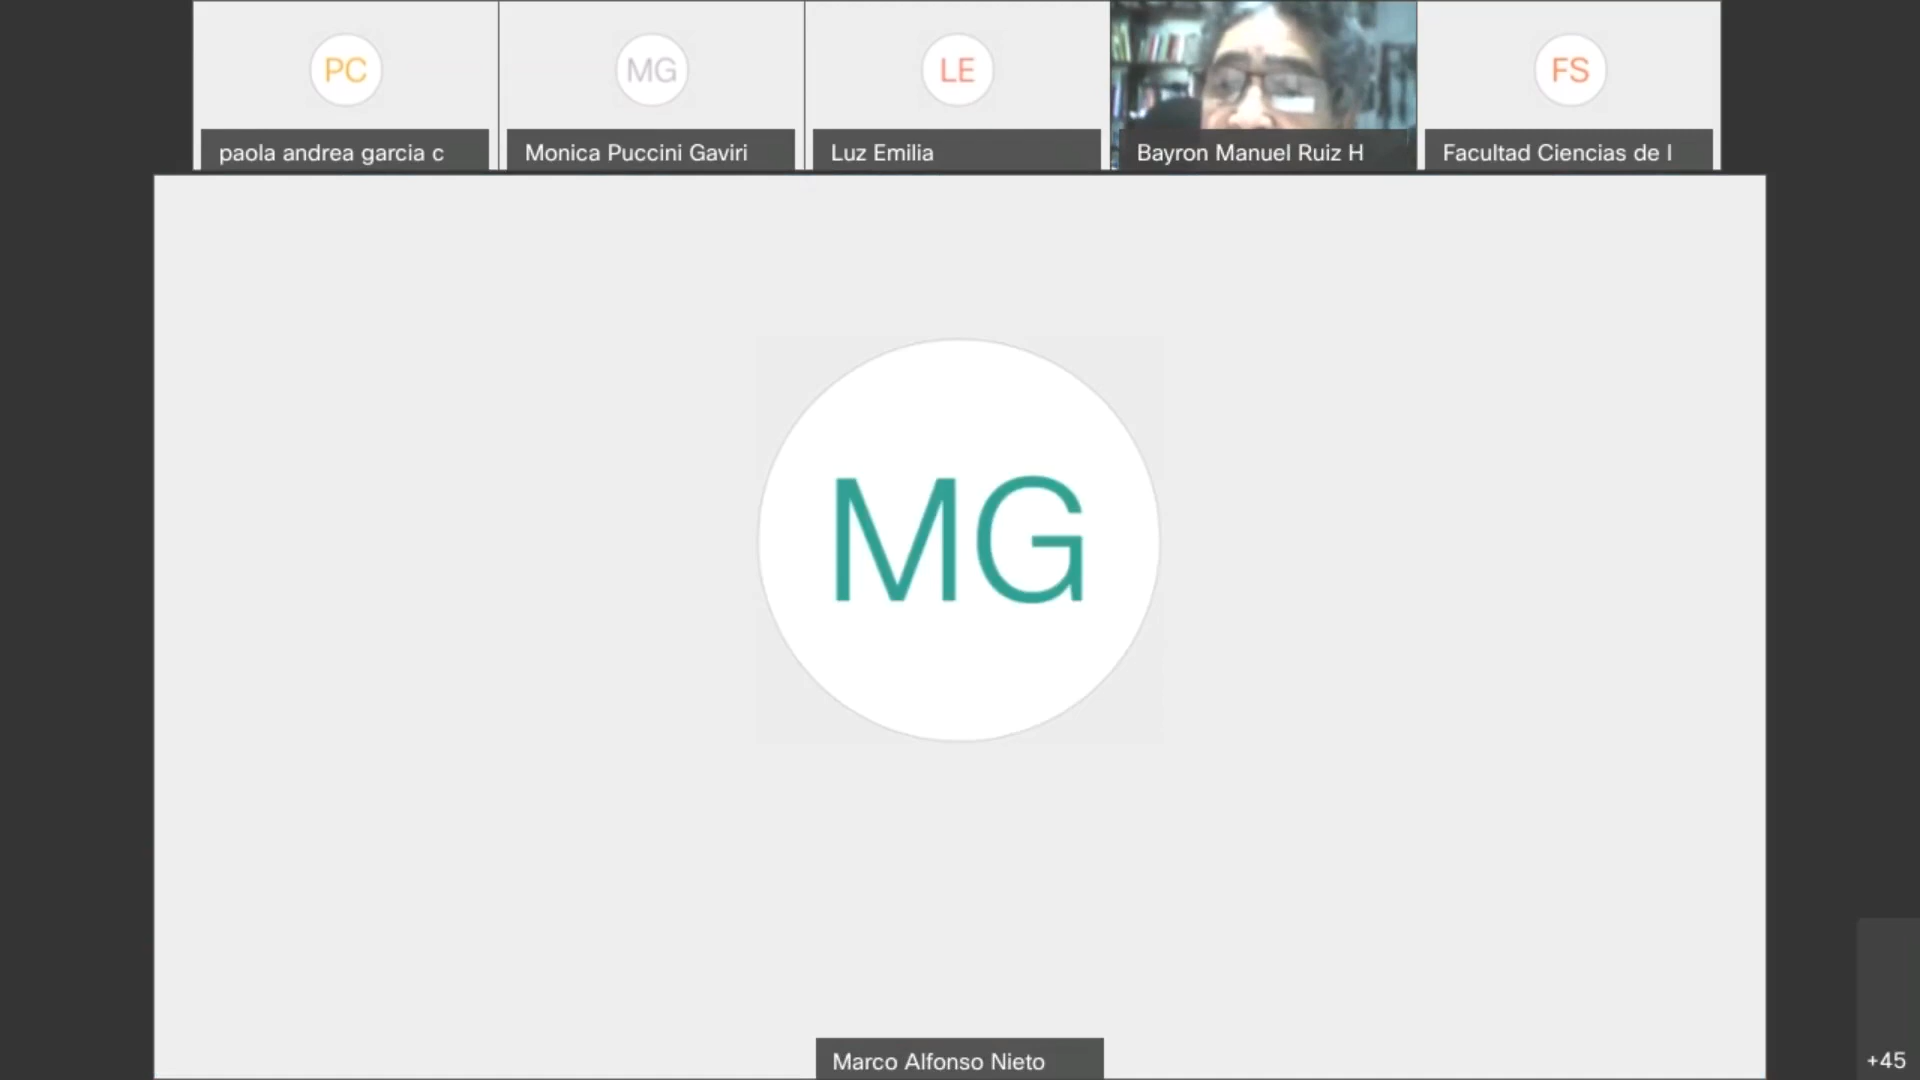 PC
MG
LE
FS
paola andrea garcia c
Monica Puccini Gaviri
Luz Emilia
Bayron Manuel Ruiz H
Facultad Ciencias de l
MG
Marco Alfonso Nieto
+45